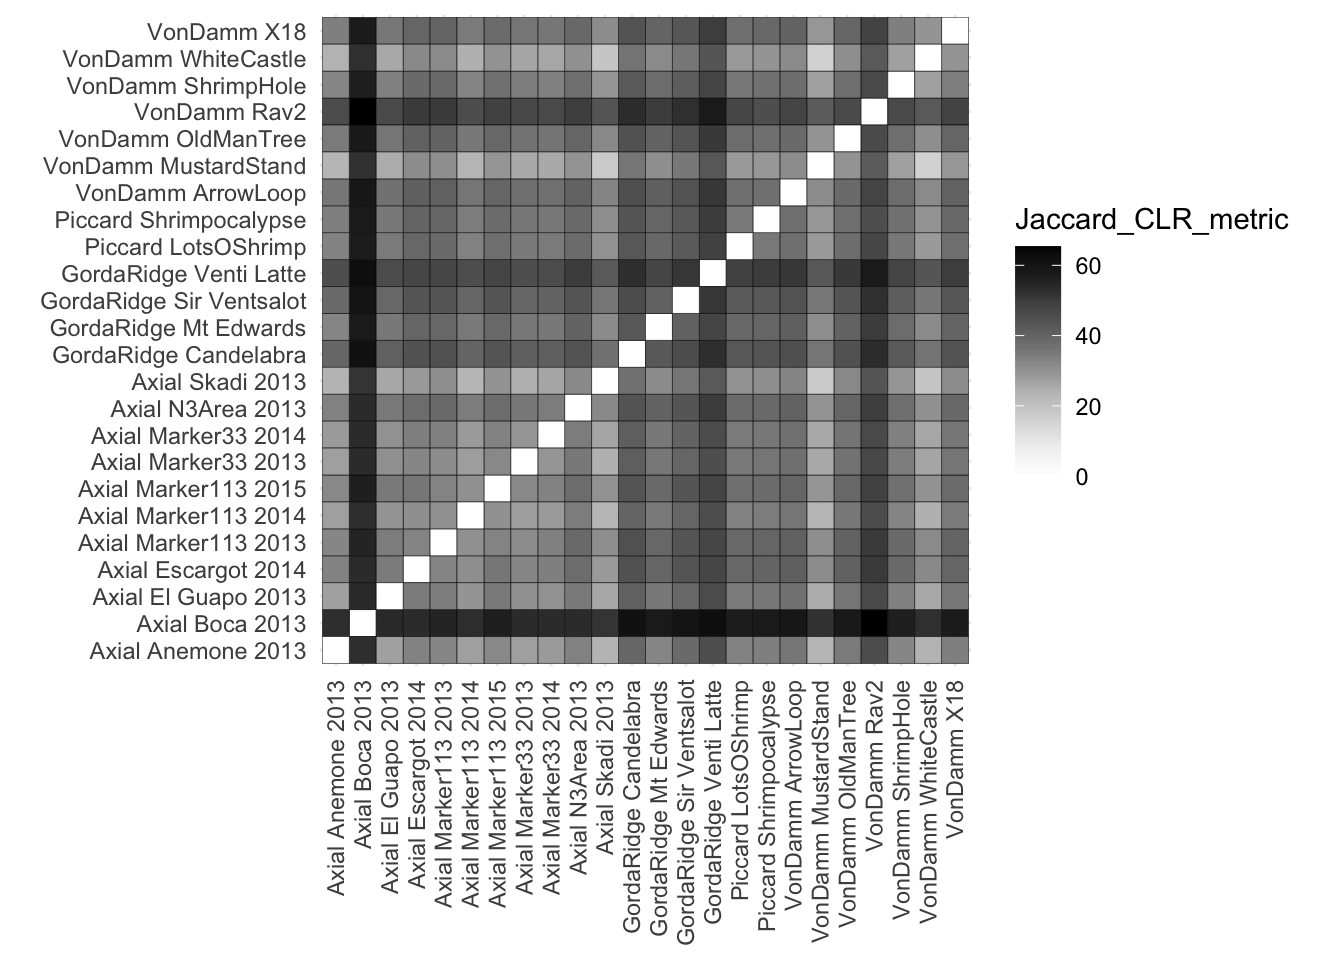 VonDamm X18
VonDamm WhiteCastle
VonDamm ShrimpHole
VonDamm Rav2
VonDamm OldManTree
VonDamm MustardStand
VonDamm ArrowLoop
Piccard Shrimpocalypse
Piccard LotsOShrimp
GordaRidge Venti Latte
GordaRidge Sir Ventsalot
GordaRidge Mt Edwards
GordaRidge Candelabra
Axial Skadi 2013
Axial N3Area 2013
Axial Marker33 2014
Axial Marker33 2013
Axial Marker113 2015
Axial Marker113 2014
Axial Marker113 2013
Axial Escargot 2014
Axial El Guapo 2013
Axial Boca 2013
Axial Anemone 2013
Axial Anemone 2013
Axial Boca 2013
Axial El Guapo 2013
Axial Escargot 2014
Axial Marker113 2013
Axial Marker113 2014
Axial Marker113 2015
Axial Marker33 2013
Axial Marker33 2014
Axial N3Area 2013
Axial Skadi 2013
GordaRidge Candelabra
GordaRidge Mt Edwards
GordaRidge Sir Ventsalot
GordaRidge Venti Latte
Piccard LotsOShrimp
Piccard Shrimpocalypse
VonDamm ArrowLoop
VonDamm MustardStand
VonDamm OldManTree
VonDamm Rav2
VonDamm ShrimpHole
VonDamm WhiteCastle
VonDamm X18
Jaccard_CLR_metric
60
40
20
0